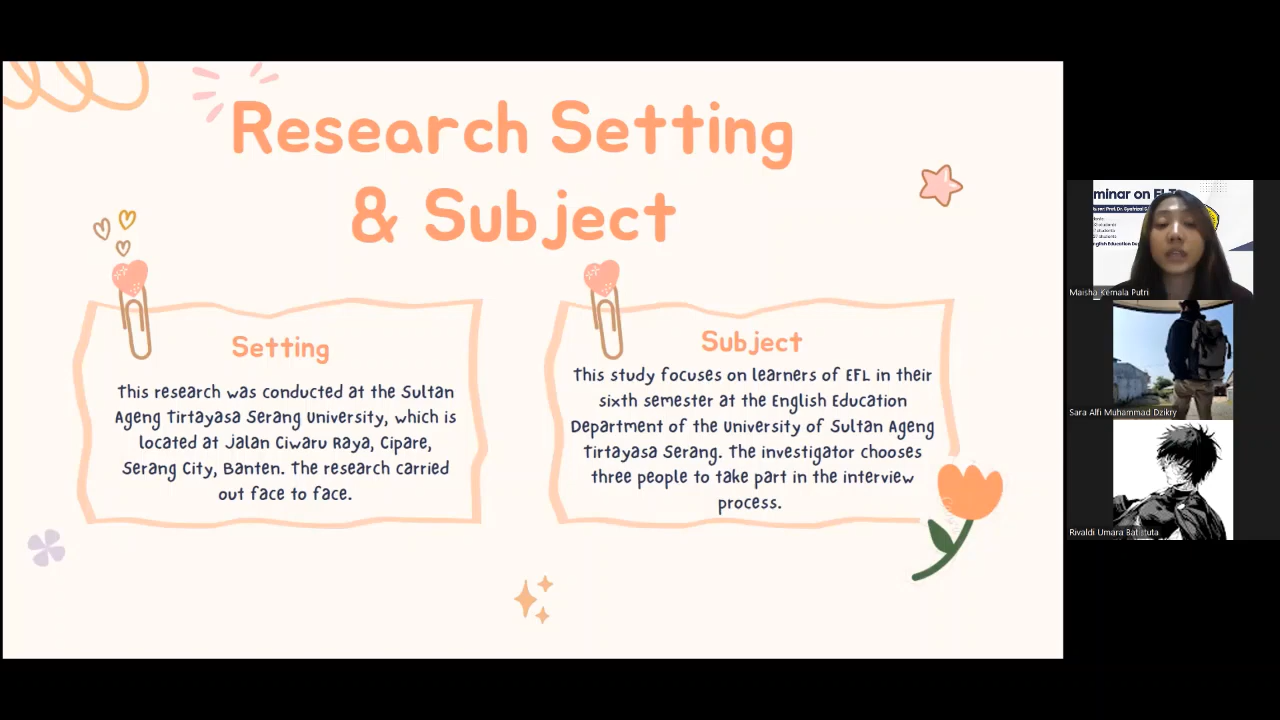 Research Setting
& Subject
Setting
This research was conducted at the Sultan
Ageng Tirtayasa Serang University, which is
located at Jalan Ciwaru Raya, Cipare,
Serang City, Banten. The research carried
out face to face.
Subject
This study focuses on learners of EFL in their
sixth semester at the English Education
Department of the University of Sultan Ageng
Tirtayasa Serang. The investigator chooses
three people to take part in the interview
process.
minar on ELT
Maisha Kemala Putri
Sara Alfi Muhammad Dzikry
Rivaldi Umara Batistuta